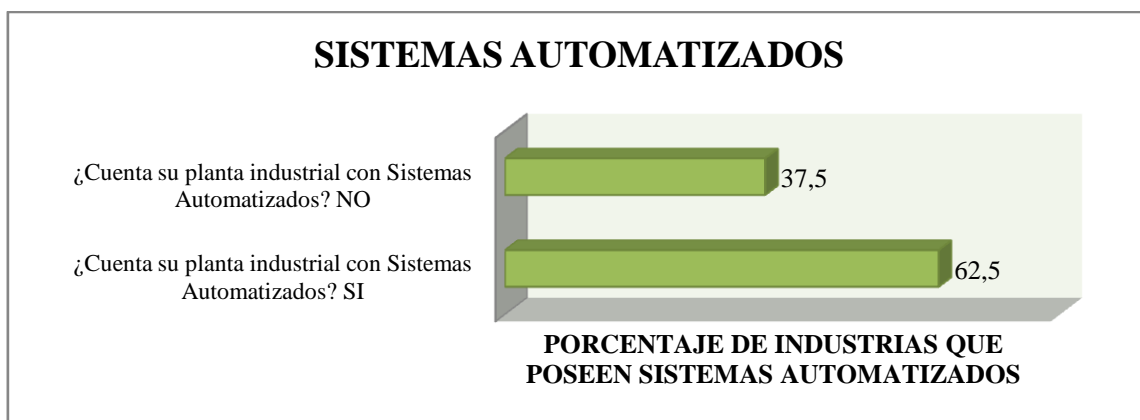 SISTEMAS AUTOMATIZADOS
¿Cuenta su planta industrial con Sistemas
Automatizados? NO
37,5
¿Cuenta su planta industrial con Sistemas
Automatizados? SI
62,5
PORCENTAJE DE INDUSTRIAS QUE
POSEEN SISTEMAS AUTOMATIZADOS